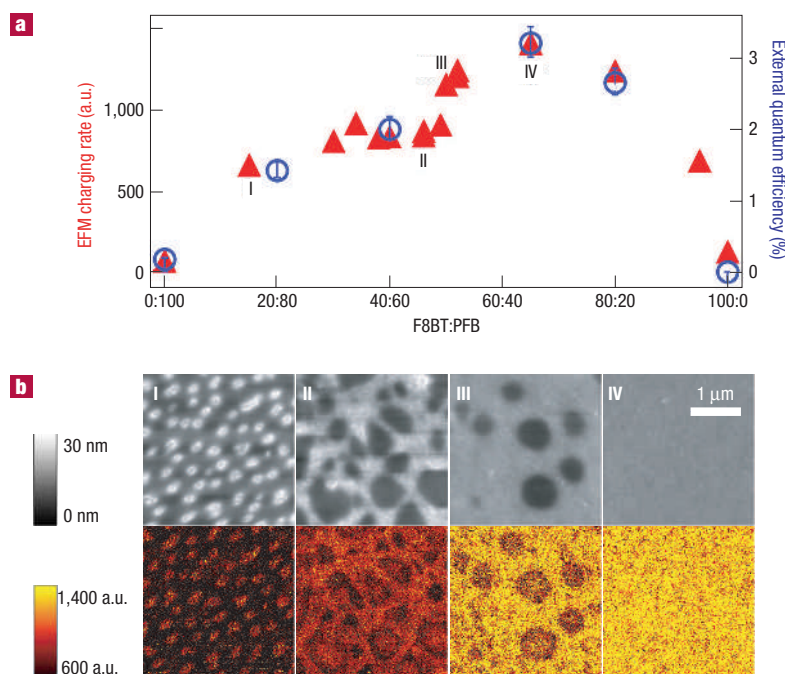 a
EFM charging rate (a.u.)
1,000
500
0
I
II
III
IV
3
2
1
0
External quantum efficiency (%)
0:100 20:80 40:60 60:40 80:20 100:0
F8BT:PFB
b
I II III IV
1 μm
30 nm
0 nm
1,400 a.u.
600 a.u.